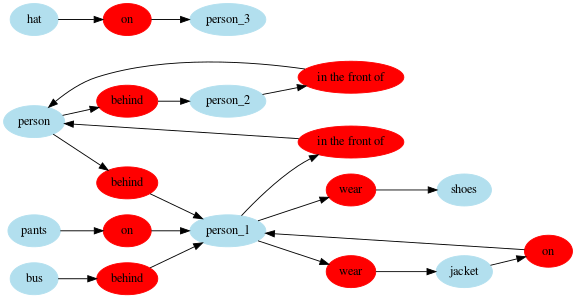 hat on person_3
in the front of
behind person_2
person
in the front of
behind
wear shoes
pants on person_1
on
bus behind wear jacket